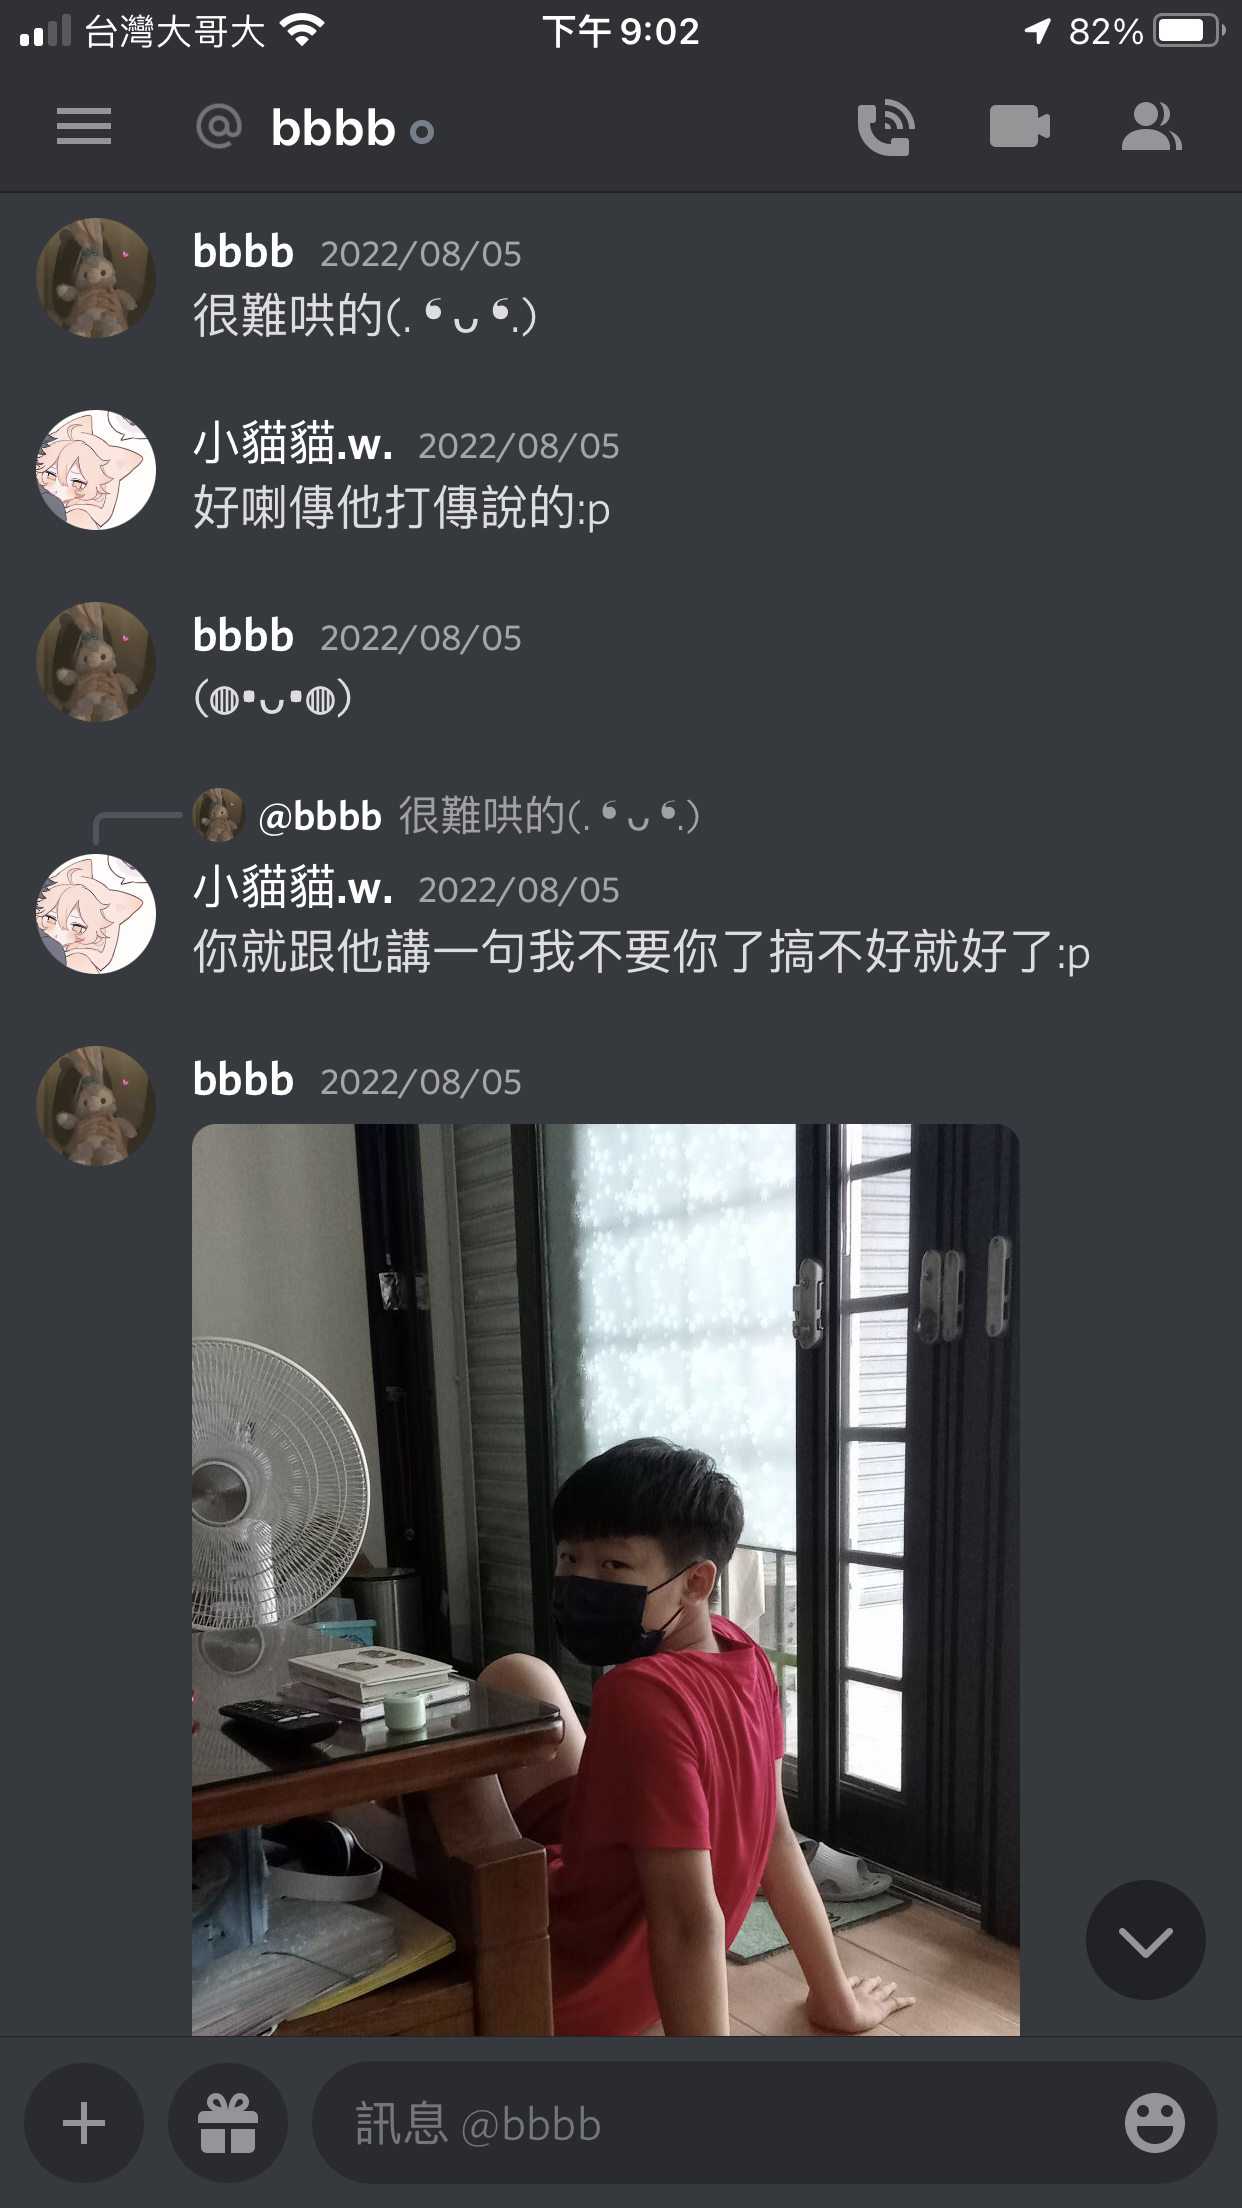 台灣大哥大 下午 9:02 82%
@ bbbb
bbbb 2022/08/05
很難哄的(. ❛ ᴗ ❛.)
小貓貓.w. 2022/08/05
好喇傳他打傳說的:p
bbbb 2022/08/05
(◍•ᴗ•◍)
@bbbb 很難哄的(. ❛ ᴗ ❛.)
小貓貓.w. 2022/08/05
你就跟他講一句我不要你了搞不好就好了:p
bbbb 2022/08/05
訊息 @bbbb